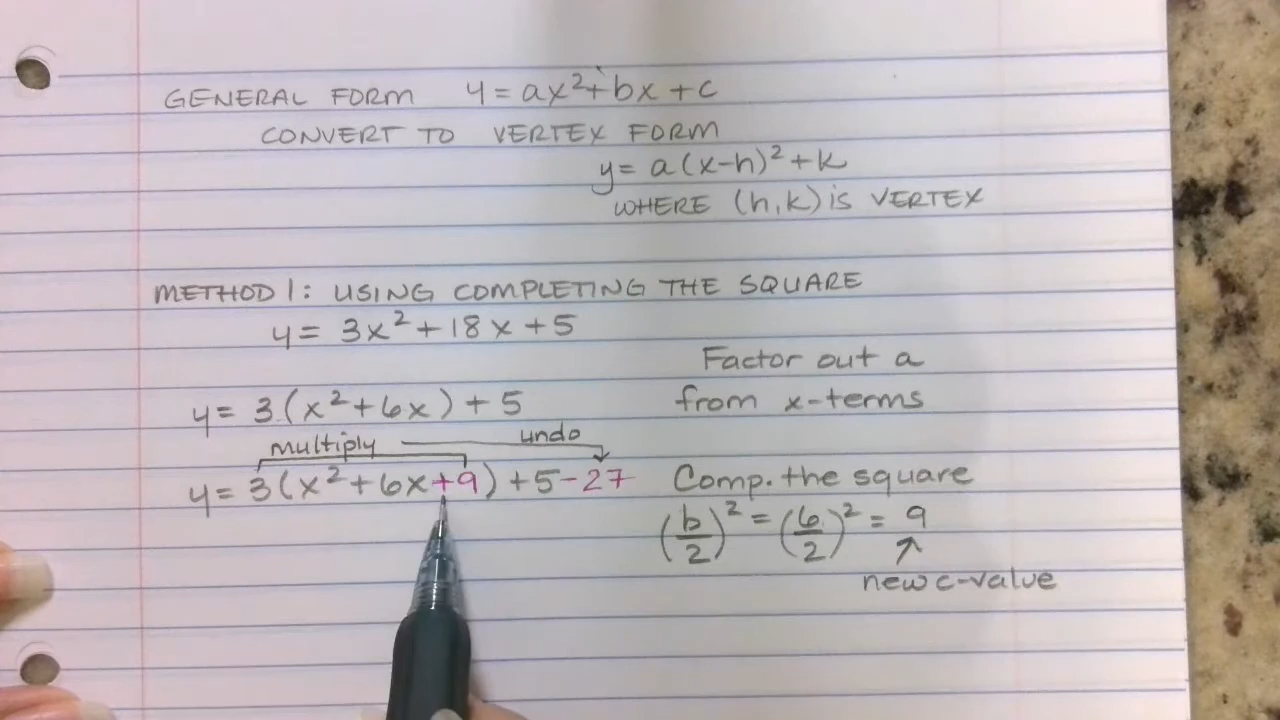 GENERAL FORM y = ax² + bx + c
CONVERT TO VERTEX FORM
y = a(x-h)² + k
WHERE (h,k) is VERTEX
METHOD 1: USING COMPLETING THE SQUARE
y = 3x² + 18x + 5
Factor out a
from x-terms
y = 3(x² + 6x) + 5
multiply undo
y = 3(x² + 6x + 9) + 5 - 27
Comp. the square
(b/2)² = (6/2)² = 9
↗
new c-value